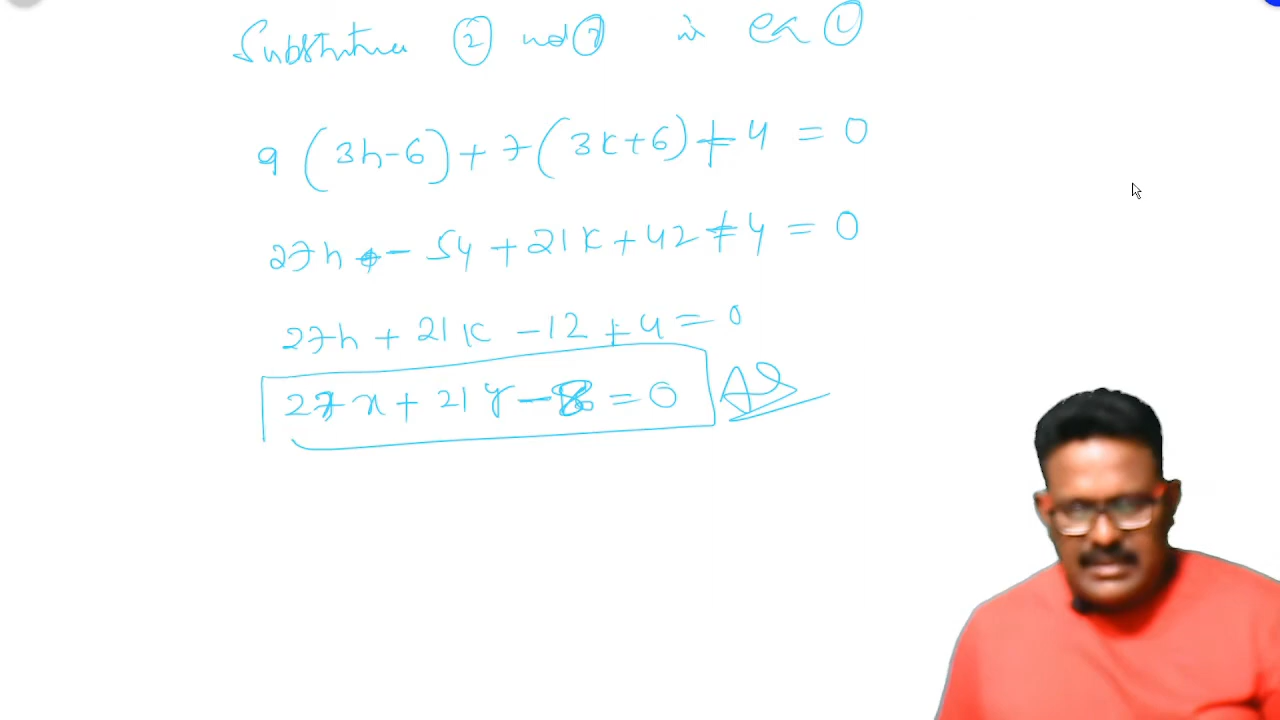 Substitute ② and ③ in eq ①
9 (3h-6) + 7 (3k+6) + 4 = 0
27h - 54 + 21k + 42 + 4 = 0
27h + 21k - 12 + 4 = 0
27x + 21y - 8 = 0 Ans